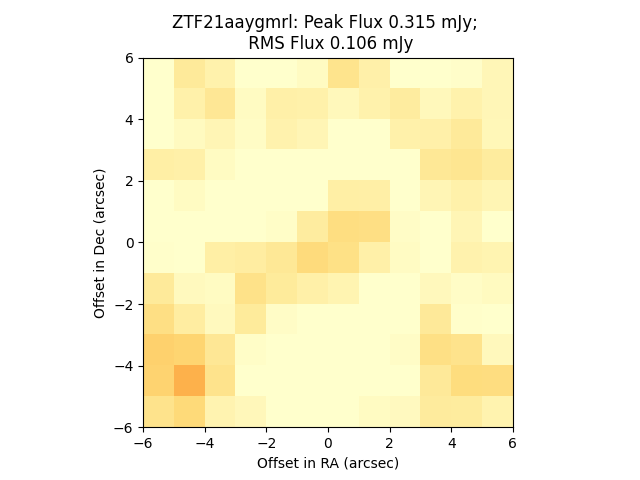 ZTF21aaygmrl: Peak Flux 0.315 mJy;
RMS Flux 0.106 mJy
6
4
2
0
−2
−4
−6
Offset in Dec (arcsec)
−6 −4 −2 0 2 4 6
Offset in RA (arcsec)